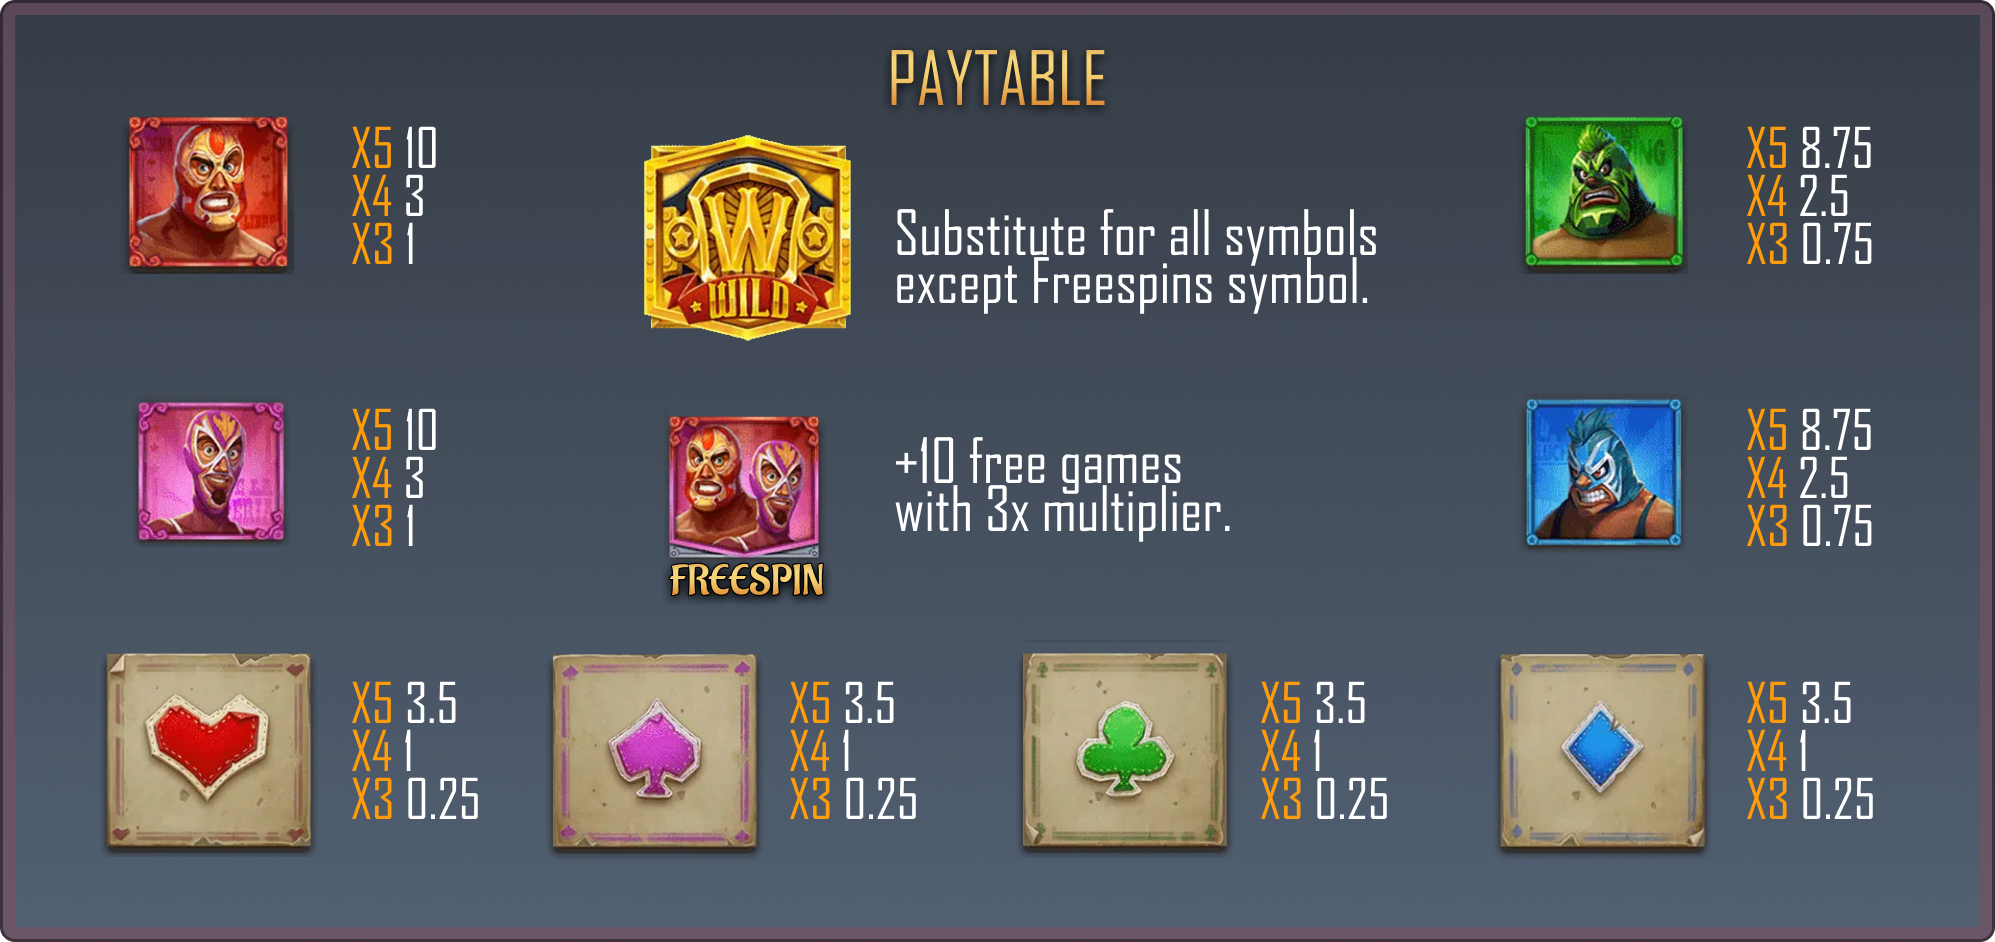 PAYTABLE
X5 10
X4 3
X3 1
WILD
Substitute for all symbols
except Freespins symbol.
X5 8.75
X4 2.5
X3 0.75
X5 10
X4 3
X3 1
FREESPIN
+10 free games
with 3x multiplier.
X5 8.75
X4 2.5
X3 0.75
X5 3.5
X4 1
X3 0.25
X5 3.5
X4 1
X3 0.25
X5 3.5
X4 1
X3 0.25
X5 3.5
X4 1
X3 0.25